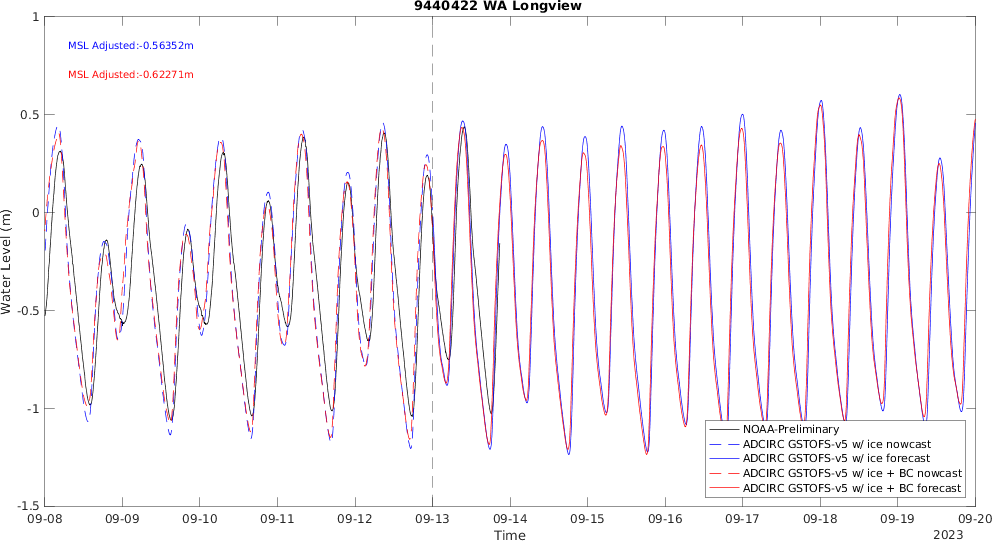 9440422 WA Longview
MSL Adjusted:-0.56352m
MSL Adjusted:-0.62271m
Water Level (m)
1
0.5
0
-0.5
-1
-1.5
NOAA-Preliminary
ADCIRC GSTOFS-v5 w/ ice nowcast
ADCIRC GSTOFS-v5 w/ ice forecast
ADCIRC GSTOFS-v5 w/ ice + BC nowcast
ADCIRC GSTOFS-v5 w/ ice + BC forecast
09-08 09-09 09-10 09-11 09-12 09-13 09-14 09-15 09-16 09-17 09-18 09-19 09-20
Time
2023